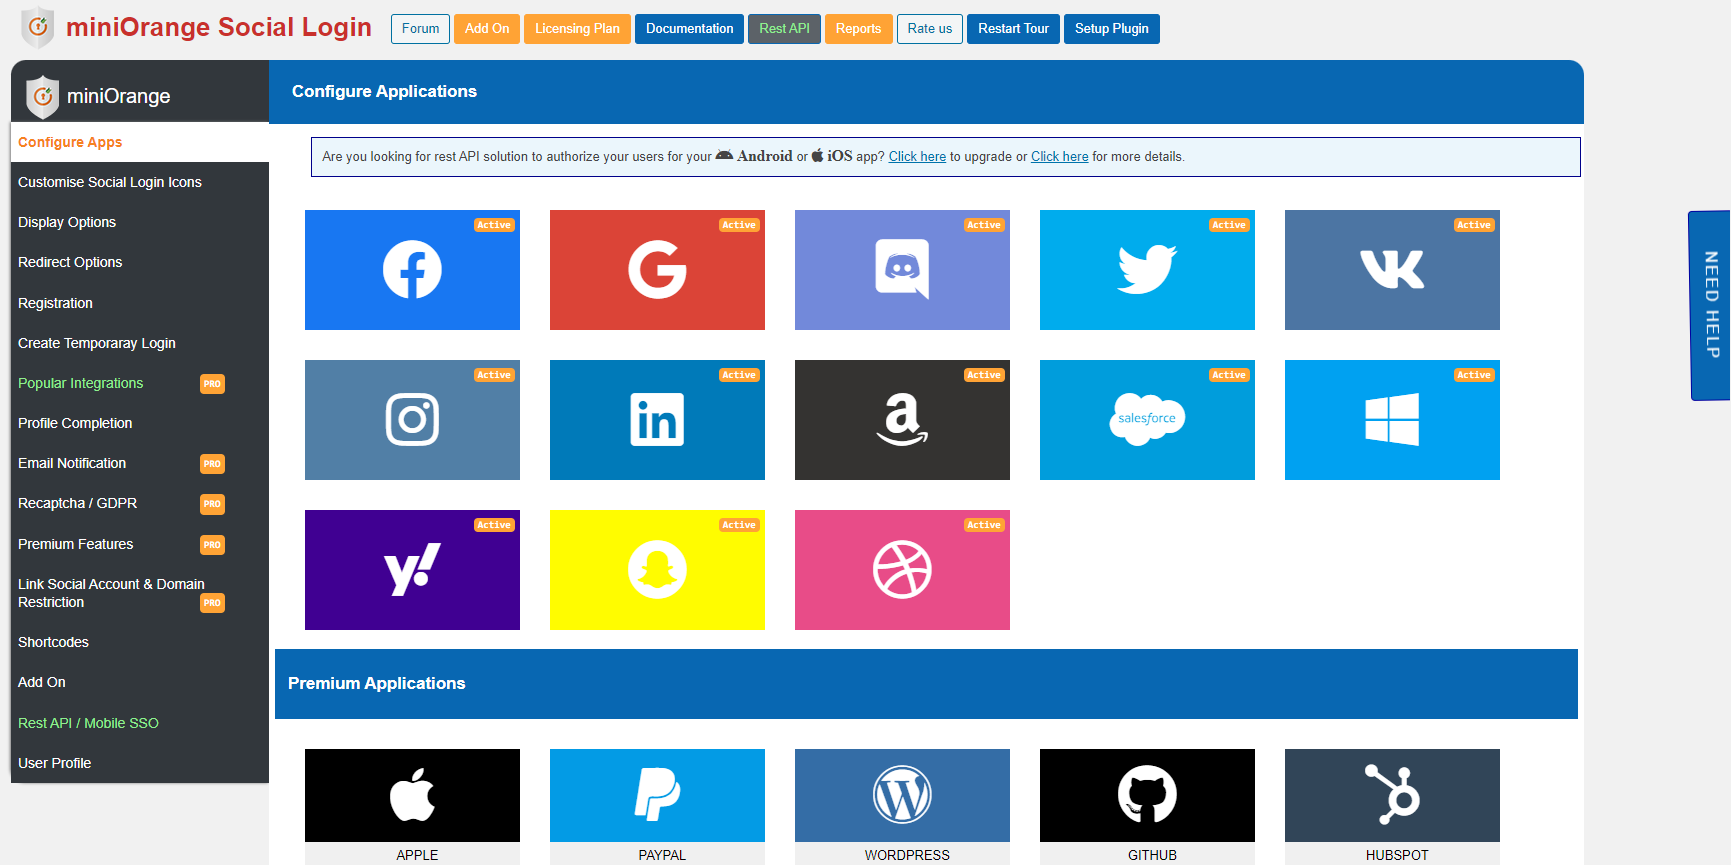 miniOrange Social Login
Forum
Add On
Licensing Plan
Documentation
Rest API
Reports
Rate us
Restart Tour
Setup Plugin
miniOrange
Configure Apps
Customise Social Login Icons
Display Options
Redirect Options
Registration
Create Temporaray Login
Popular Integrations PRO
Profile Completion
Email Notification PRO
Recaptcha / GDPR PRO
Premium Features PRO
Link Social Account & Domain
Restriction PRO
Shortcodes
Add On
Rest API / Mobile SSO
User Profile
Configure Applications
Are you looking for rest API solution to authorize your users for your Android or iOS app? Click here to upgrade or Click here for more details.
Active
Active
Active
Active
Active
Active
Active
Active
Active
Active
Active
Active
Active
in
a
salesforce
y!
Premium Applications
APPLE
PAYPAL
WORDPRESS
GITHUB
HUBSPOT
NEED HELP